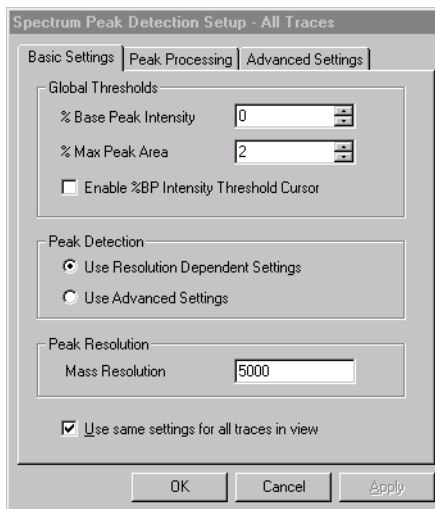 Spectrum Peak Detection Setup - All Traces
Basic Settings Peak Processing Advanced Settings
Global Thresholds
% Base Peak Intensity 0
% Max Peak Area 2
Enable %BP Intensity Threshold Cursor
Peak Detection
Use Resolution Dependent Settings
Use Advanced Settings
Peak Resolution
Mass Resolution 5000
Use same settings for all traces in view
OK Cancel Apply